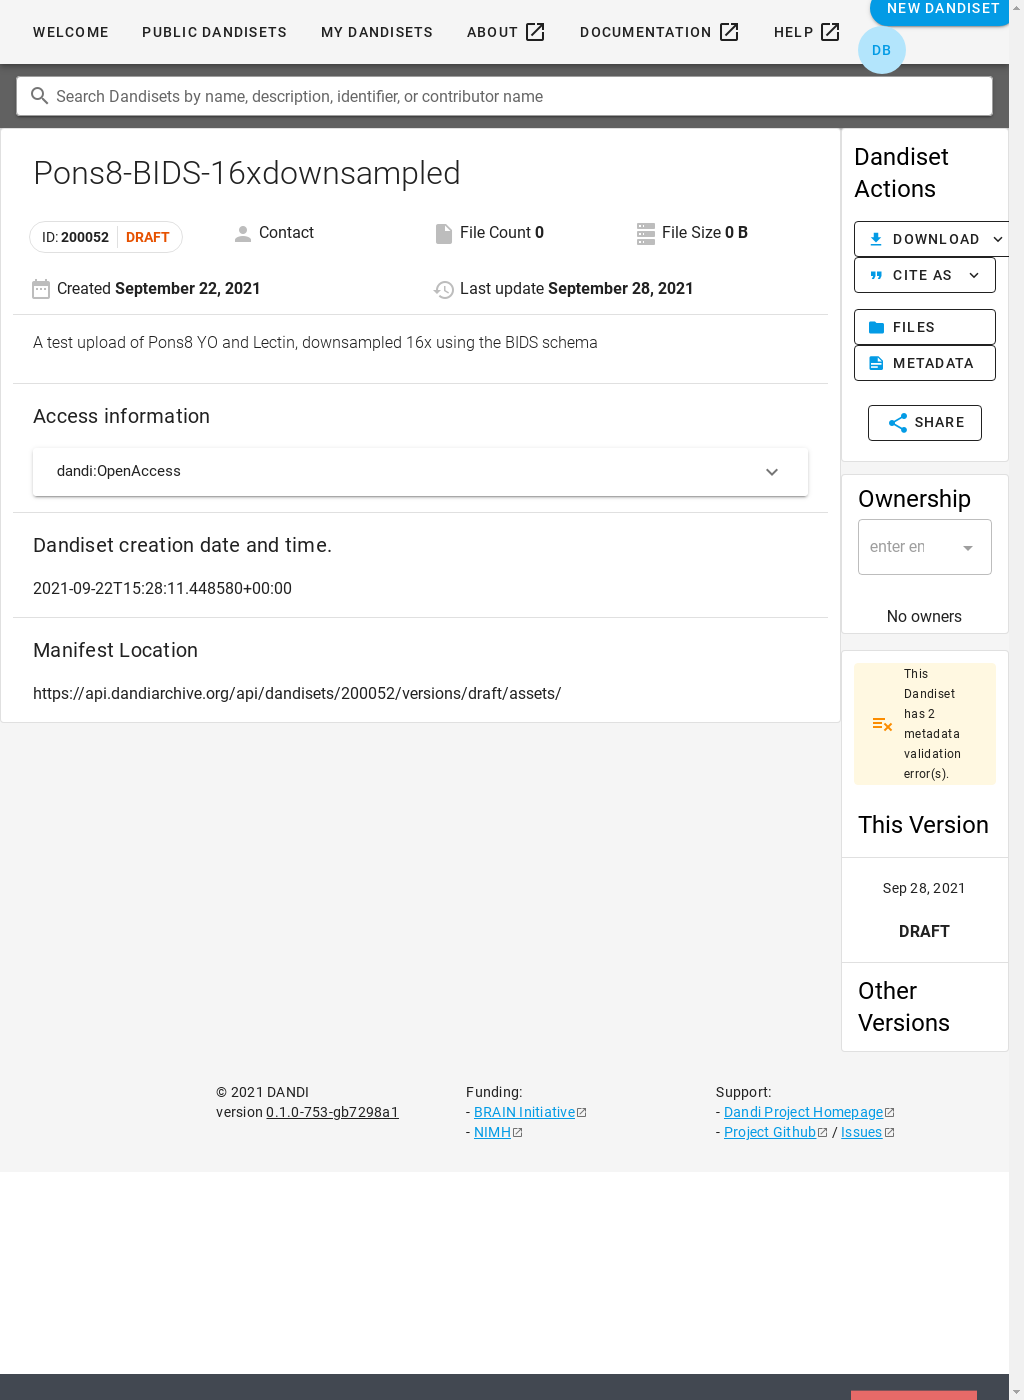 WELCOME
PUBLIC DANDISETS
MY DANDISETS
ABOUT
DOCUMENTATION
HELP
NEW DANDISET
DB
Search Dandisets by name, description, identifier, or contributor name
Pons8-BIDS-16xdownsampled
ID: 200052 DRAFT
Contact
File Count 0
File Size 0 B
Created September 22, 2021
Last update September 28, 2021
A test upload of Pons8 YO and Lectin, downsampled 16x using the BIDS schema
Access information
dandi:OpenAccess
Dandiset creation date and time.
2021-09-22T15:28:11.448580+00:00
Manifest Location
https://api.dandiarchive.org/api/dandisets/200052/versions/draft/assets/
Dandiset
Actions
DOWNLOAD
CITE AS
FILES
METADATA
SHARE
Ownership
enter en
No owners
This
Dandiset
has 2
metadata
validation
error(s).
This Version
Sep 28, 2021
DRAFT
Other
Versions
© 2021 DANDI
version 0.1.0-753-gb7298a1
Funding:
- BRAIN Initiative
- NIMH
Support:
- Dandi Project Homepage
- Project Github / Issues